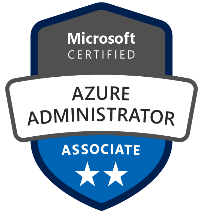 Microsoft
CERTIFIED
AZURE
ADMINISTRATOR
ASSOCIATE